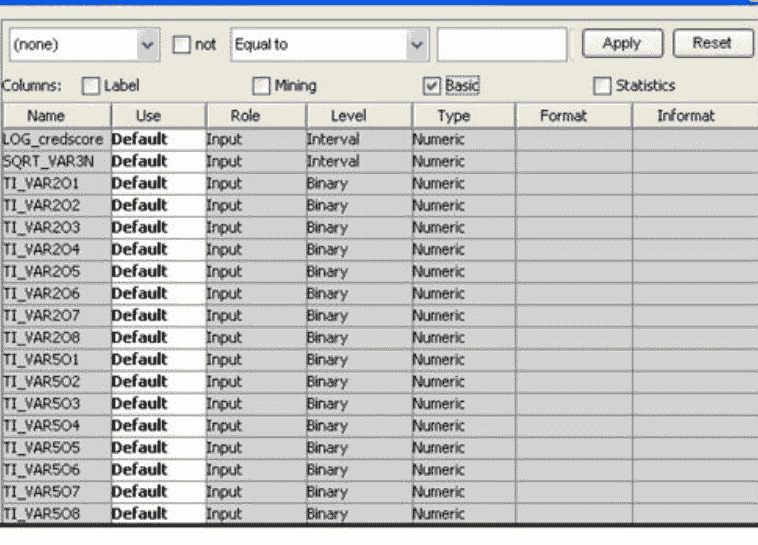 (none) not Equal to Apply Reset
Columns: Label Mining Basic Statistics
Name Use Role Level Type Format Informat
LOG_credscore Default Input Interval Numeric
SQRT_VAR3N Default Input Interval Numeric
TI_VAR2O1 Default Input Binary Numeric
TI_VAR2O2 Default Input Binary Numeric
TI_VAR2O3 Default Input Binary Numeric
TI_VAR2O4 Default Input Binary Numeric
TI_VAR2O5 Default Input Binary Numeric
TI_VAR2O6 Default Input Binary Numeric
TI_VAR2O7 Default Input Binary Numeric
TI_VAR2O8 Default Input Binary Numeric
TI_VAR5O1 Default Input Binary Numeric
TI_VAR5O2 Default Input Binary Numeric
TI_VAR5O3 Default Input Binary Numeric
TI_VAR5O4 Default Input Binary Numeric
TI_VAR5O5 Default Input Binary Numeric
TI_VAR5O6 Default Input Binary Numeric
TI_VAR5O7 Default Input Binary Numeric
TI_VAR5O8 Default Input Binary Numeric